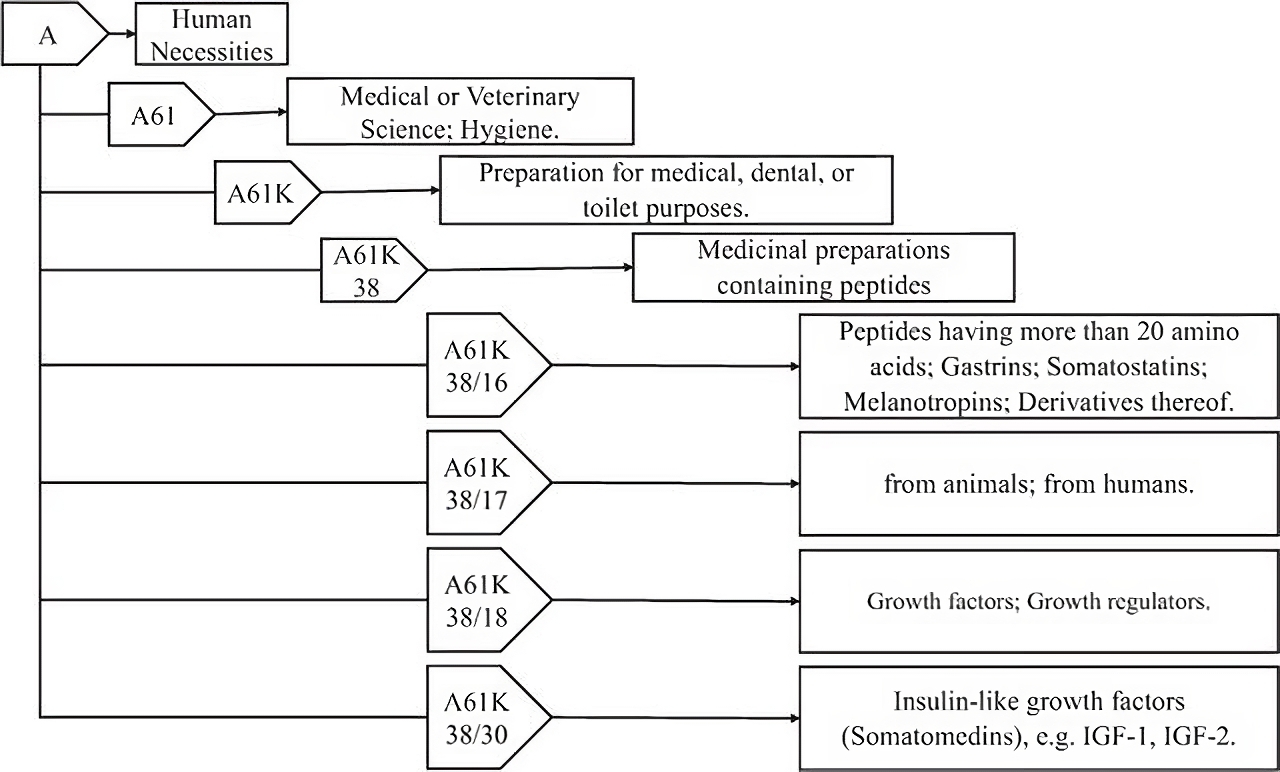 A
Human
Necessities
A61
Medical or Veterinary
Science; Hygiene.
A61K
Preparation for medical, dental, or
toilet purposes.
A61K
38
Medicinal preparations
containing peptides
A61K
38/16
Peptides having more than 20 amino
acids; Gastrins; Somatostatins;
Melanotropins; Derivatives thereof.
A61K
38/17
from animals; from humans.
A61K
38/18
Growth factors; Growth regulators.
A61K
38/30
Insulin-like growth factors
(Somatomedins), e.g. IGF-1, IGF-2.